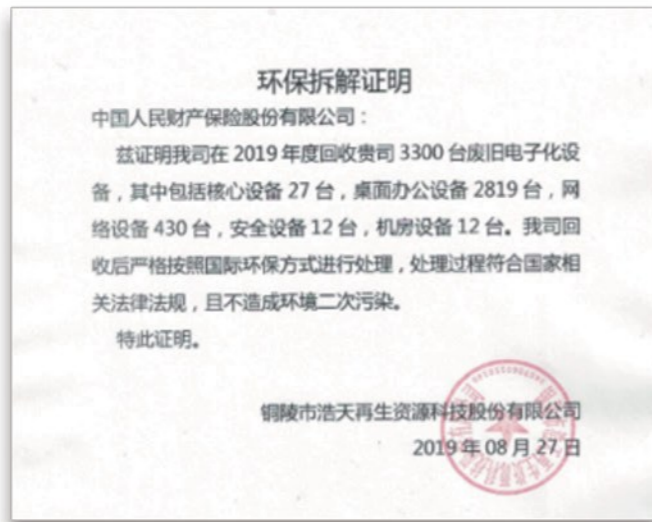 环保拆解证明
中国人民财产保险股份有限公司：
兹证明我司在 2019 年度回收贵司 3300 台废旧电子化设
备，其中包括核心设备 27 台，桌面办公设备 2819 台，网
络设备 430 台，安全设备 12 台，机房设备 12 台。我司回
收后严格按照国际环保方式进行处理，处理过程符合国家相
关法律法规，且不造成环境二次污染。
特此证明。
铜陵市浩天再生资源科技股份有限公司
2019 年 08 月 27 日